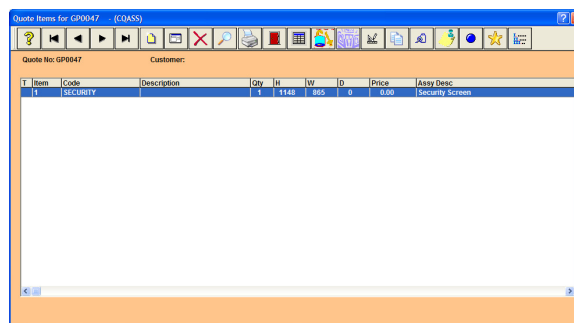 Quote Items for GP0047 - (CQASS)
Quote No: GP0047 Customer:
T Item Code Description Qty H W D Price Assy Desc
1 SECURITY 1 1148 865 0 0.00 Security Screen